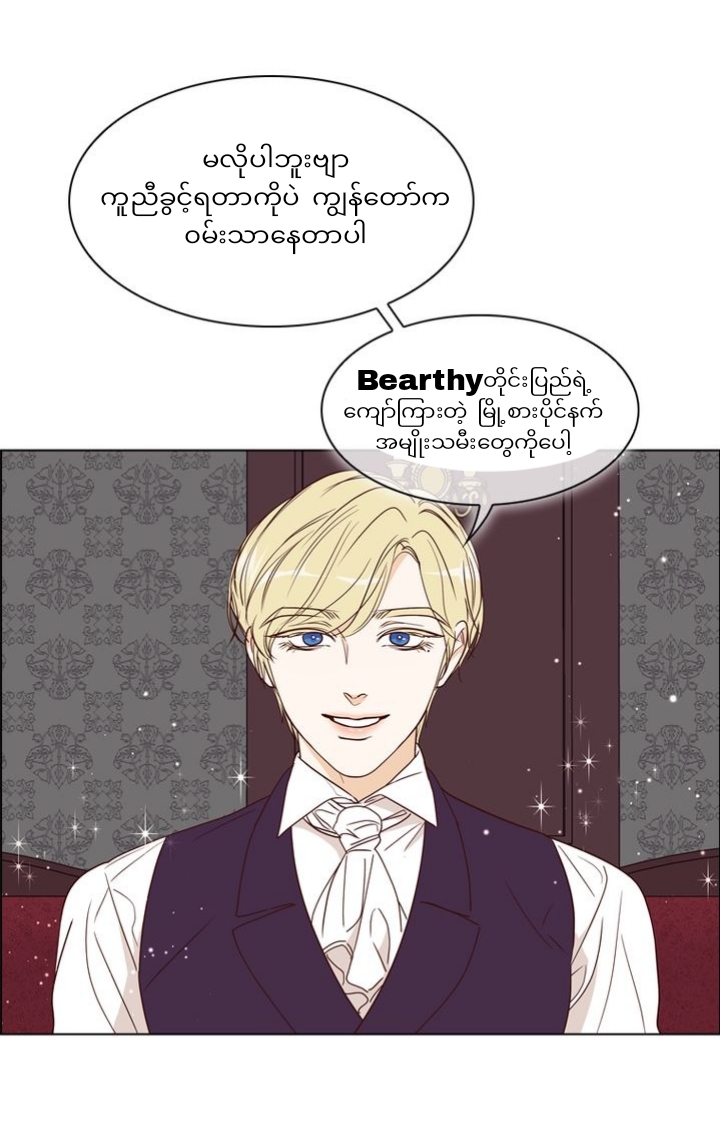 မလိုပါဘူးဗျာ
ကူညီခွင့်ရတာကိုပဲ ကျွန်တော်က
ဝမ်းသာနေတာပါ
Bearthyတိုင်းပြည်ရဲ့
ကျော်ကြားတဲ့ မြို့စားပိုင်နက်
အမျိုးသမီးတွေကိုပေါ့